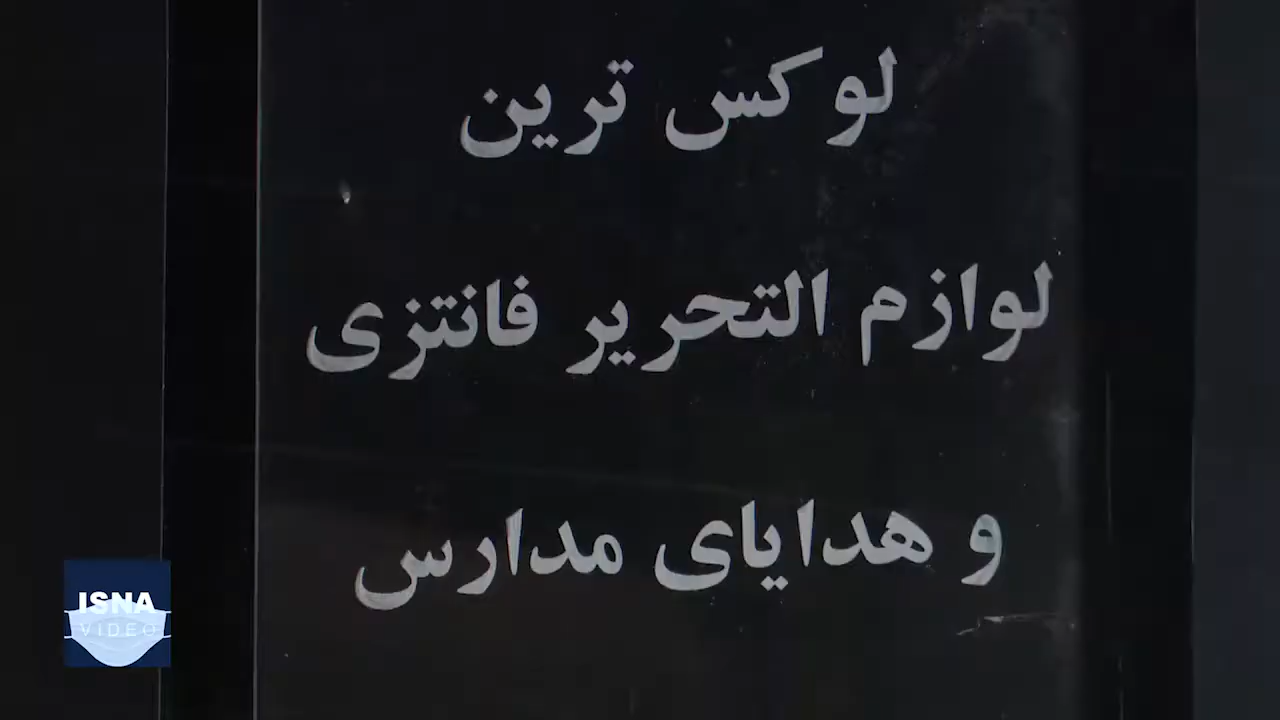 لوکس ترین
لوازم التحریر فانتزی
و هدایای مدارس
ISNA
VIDEO